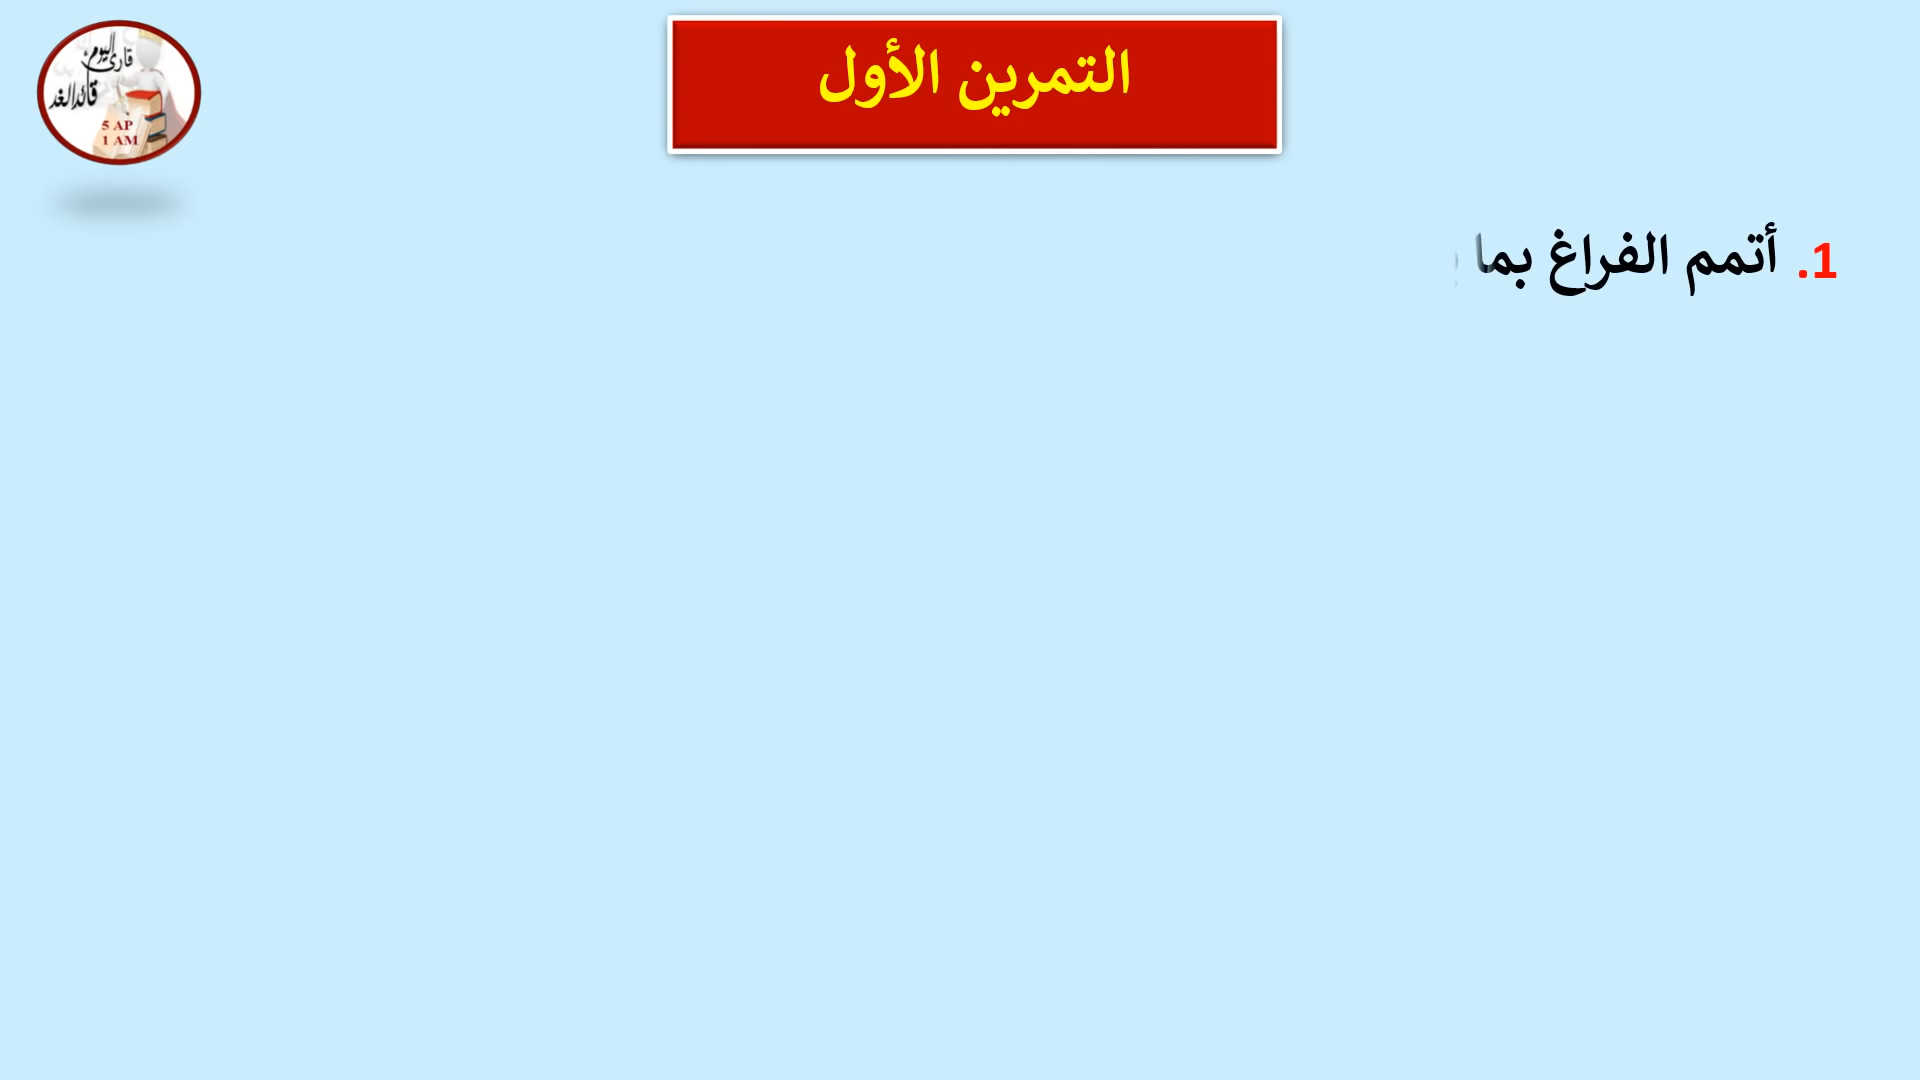 قارئ اليوم
قائد الغد
5 AP
1 AM
التمرين الأول
1. أتمم الفراغ بما